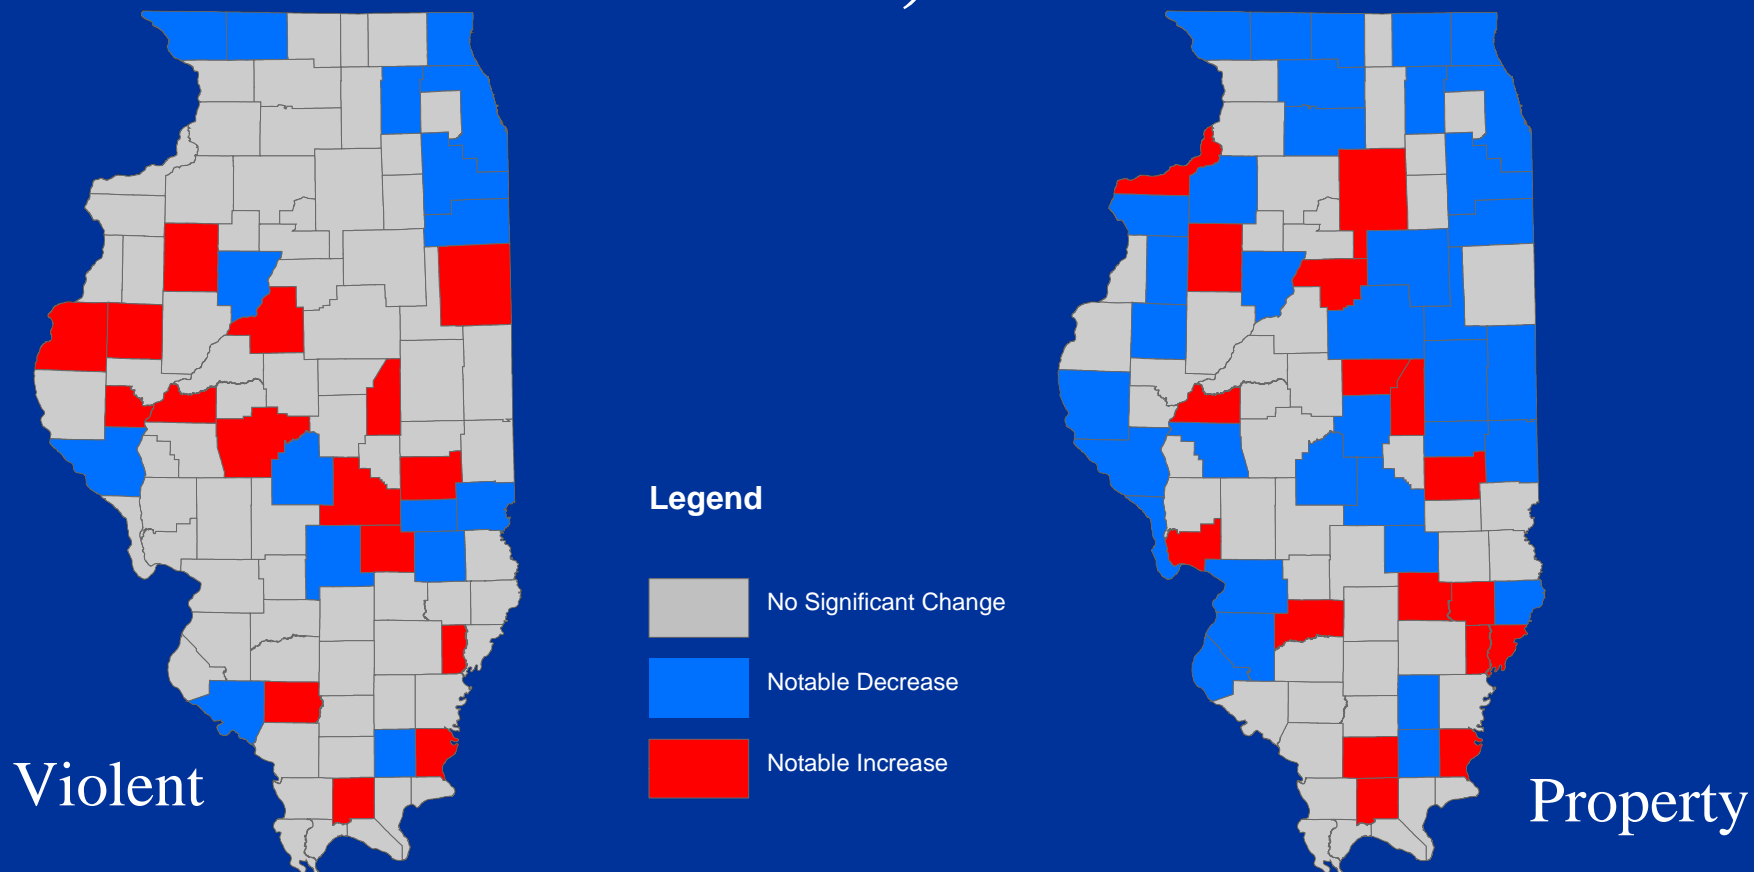 Legend
No Significant Change
Notable Decrease
Notable Increase
Violent
Property